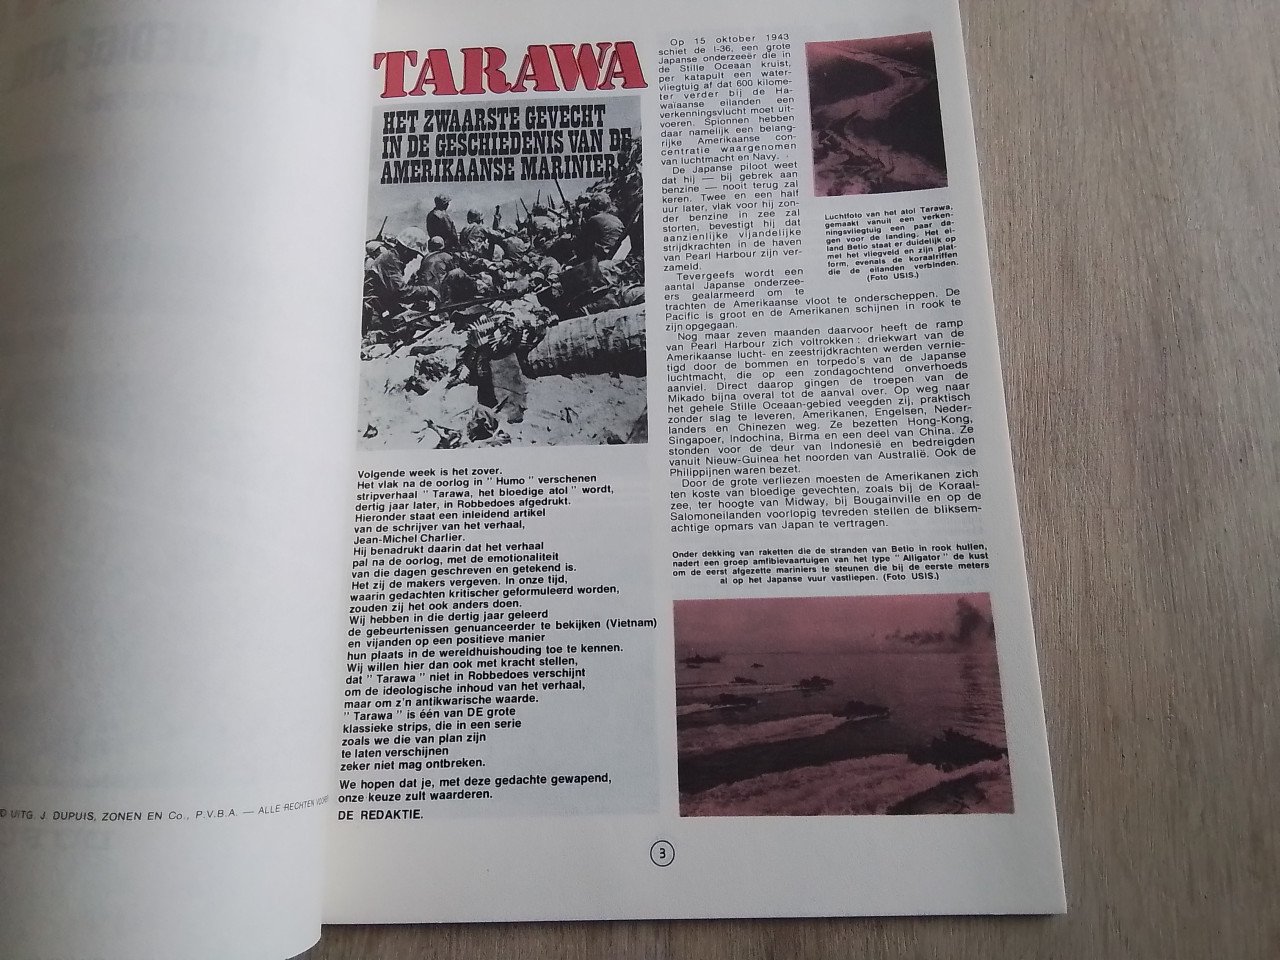 TARAWA
HET ZWAARSTE GEVECHT
IN DE GESCHIEDENIS VAN DE
AMERIKAANSE MARINIERS
Volgende week is het zover.
Het vlak na de oorlog in " Humo " verschenen
stripverhaal " Tarawa, het bloedige atol " wordt,
dertig jaar later, in Robbedoes afgedrukt.
Hieronder staat een inleidend artikel
van de schrijver van het verhaal,
Jean-Michel Charlier.
Hij benadrukt daarin dat het verhaal
pal na de oorlog, met de emotionaliteit
van die dagen geschreven en getekend is.
Het zij de makers vergeven. In onze tijd,
waarin gedachten kritischer geformuleerd worden,
zouden zij het ook anders doen.
Wij hebben in die dertig jaar geleerd
de gebeurtenissen genuanceerder te bekijken (Vietnam)
en vijanden op een positieve manier
hun plaats in de wereldhuishouding toe te kennen.
Wij willen hier dan ook met kracht stellen,
dat " Tarawa " niet in Robbedoes verschijnt
om de ideologische inhoud van het verhaal,
maar om z'n antikwarische waarde.
" Tarawa " is één van DE grote
klassieke strips, die in een serie
zoals we die van plan zijn
te laten verschijnen
zeker niet mag ontbreken.
We hopen dat je, met deze gedachte gewapend,
onze keuze zult waarderen.
DE REDAKTIE.
Op 15 oktober 1943
schiet de I-36, een grote
Japanse onderzeeër die in
de Stille Oceaan kruist,
per katapult een water-
vliegtuig af dat 600 kilome-
ter verder bij de Ha-
waïaanse eilanden een
verkenningsvlucht moet uit-
voeren. Spionnen hebben
daar namelijk een belang-
rijke Amerikaanse con-
centratie waargenomen
van luchtmacht en Navy.
De Japanse piloot weet
dat hij — bij gebrek aan
benzine — nooit terug zal
keren. Twee en een half
uur later, vlak voor hij zon-
der benzine in zee zal
storten, bevestigt hij dat
aanzienlijke vijandelijke
strijdkrachten in de haven
van Pearl Harbour zijn ver-
zameld.
Tevergeefs wordt een
aantal Japanse onderzee-
ers gealarmeerd om te
trachten de Amerikaanse vloot te onderscheppen. De
Pacific is groot en de Amerikanen schijnen in rook te
zijn opgegaan.
Nog maar zeven maanden daarvoor heeft de ramp
van Pearl Harbour zich voltrokken : driekwart van de
Amerikaanse lucht- en zeestrijdkrachten werden vernie-
tigd door de bommen en torpedo's van de Japanse
luchtmacht, die op een zondagochtend onverhoeds
aanviel. Direct daarop gingen de troepen van de
Mikado bijna overal tot de aanval over. Op weg naar
het gehele Stille Oceaan-gebied veegden zij, praktisch
zonder slag te leveren, Amerikanen, Engelsen, Neder-
landers en Chinezen weg. Ze bezetten Hong-Kong,
Singapoer, Indochina, Birma en een deel van China. Ze
stonden voor de deur van Indonesië en bedreigden
vanuit Nieuw-Guinea het noorden van Australië. Ook de
Philippijnen waren bezet.
Door de grote verliezen moesten de Amerikanen zich
ten koste van bloedige gevechten, zoals bij de Koraal-
zee, ter hoogte van Midway, bij Bougainville en op de
Salomoneilanden voorlopig tevreden stellen de bliksem-
achtige opmars van Japan te vertragen.
Luchtfoto van het atol Tarawa,
gemaakt vanuit een verken-
ningsvliegtuig een paar da-
gen voor de landing. Het ei-
land Betio staat er duidelijk op
met het vliegveld en zijn plat-
form, evenals de koraalriffen
die de eilanden verbinden.
(Foto USIS.)
Onder dekking van raketten die de stranden van Betio in rook hullen,
nadert een groep amfibievaartuigen van het type " Alligator " de kust
om de eerst afgezette mariniers te steunen die bij de eerste meters
al op het Japanse vuur vastliepen. (Foto USIS.)
© UITG. J. DUPUIS, ZONEN EN Co., P.V.B.A. — ALLE RECHTEN
3